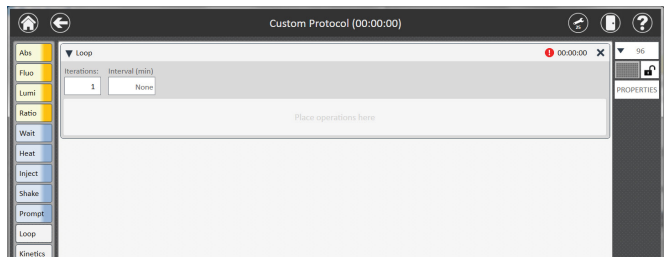 Custom Protocol (00:00:00)
25
Abs
Fluo
Lumi
Ratio
Wait
Heat
Inject
Shake
Prompt
Loop
Kinetics
Loop
00:00:00
Iterations: Interval (min)
1 None
Place operations here
96
PROPERTIES